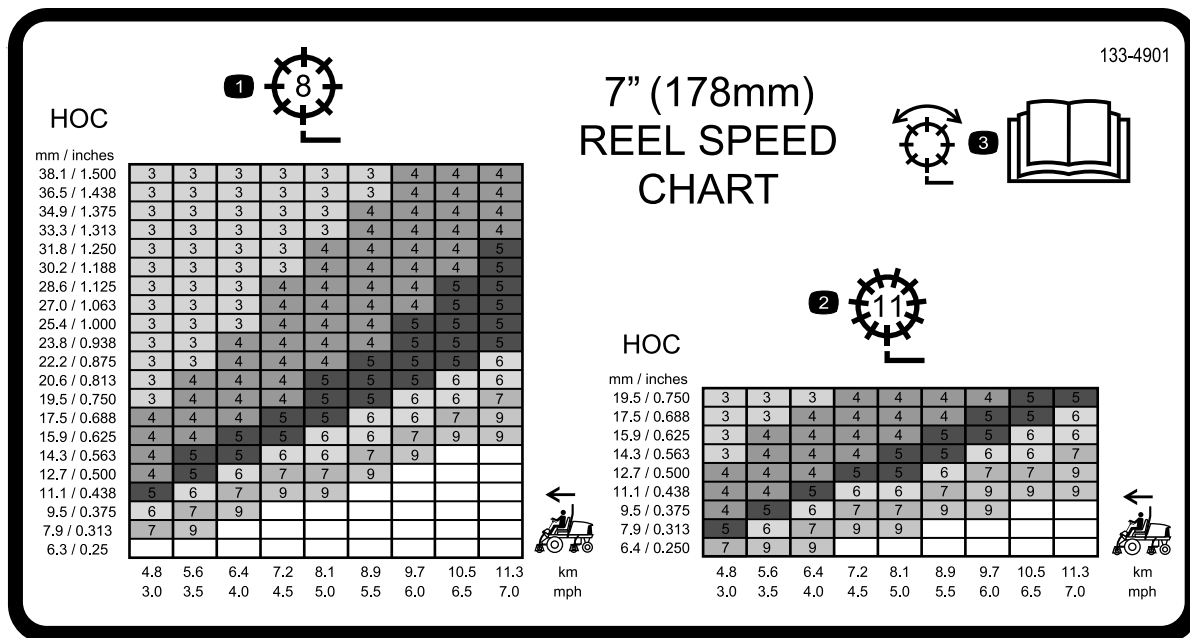 133-4901
7” (178mm)
REEL SPEED
CHART
1
8
3
HOC
mm / inches
38.1 / 1.500 3 3 3 3 3 3 4 4 4
36.5 / 1.438 3 3 3 3 3 3 4 4 4
34.9 / 1.375 3 3 3 3 3 4 4 4 4
33.3 / 1.313 3 3 3 3 3 4 4 4 4
31.8 / 1.250 3 3 3 3 4 4 4 4 5
30.2 / 1.188 3 3 3 3 4 4 4 4 5
28.6 / 1.125 3 3 3 4 4 4 4 5 5
27.0 / 1.063 3 3 3 4 4 4 4 5 5
25.4 / 1.000 3 3 3 4 4 4 5 5 5
23.8 / 0.938 3 3 4 4 4 4 5 5 5
22.2 / 0.875 3 3 4 4 4 5 5 5 6
20.6 / 0.813 3 4 4 4 5 5 5 6 6
19.5 / 0.750 3 4 4 4 5 5 6 6 7
17.5 / 0.688 4 4 4 5 5 6 6 7 9
15.9 / 0.625 4 4 5 5 6 6 7 9 9
14.3 / 0.563 4 5 5 6 6 7 9
12.7 / 0.500 4 5 6 7 7 9
11.1 / 0.438 5 6 7 9 9
9.5 / 0.375 6 7 9
7.9 / 0.313 7 9
6.3 / 0.25
4.8 5.6 6.4 7.2 8.1 8.9 9.7 10.5 11.3 km
3.0 3.5 4.0 4.5 5.0 5.5 6.0 6.5 7.0 mph
2
11
HOC
mm / inches
19.5 / 0.750 3 3 3 4 4 4 4 5 5
17.5 / 0.688 3 3 4 4 4 4 5 5 6
15.9 / 0.625 3 4 4 4 4 5 5 6 6
14.3 / 0.563 3 4 4 4 5 5 6 6 7
12.7 / 0.500 4 4 4 5 5 6 7 7 9
11.1 / 0.438 4 4 5 6 6 7 9 9 9
9.5 / 0.375 4 5 6 7 7 9 9
7.9 / 0.313 5 6 7 9 9
6.4 / 0.250 7 9 9
4.8 5.6 6.4 7.2 8.1 8.9 9.7 10.5 11.3 km
3.0 3.5 4.0 4.5 5.0 5.5 6.0 6.5 7.0 mph